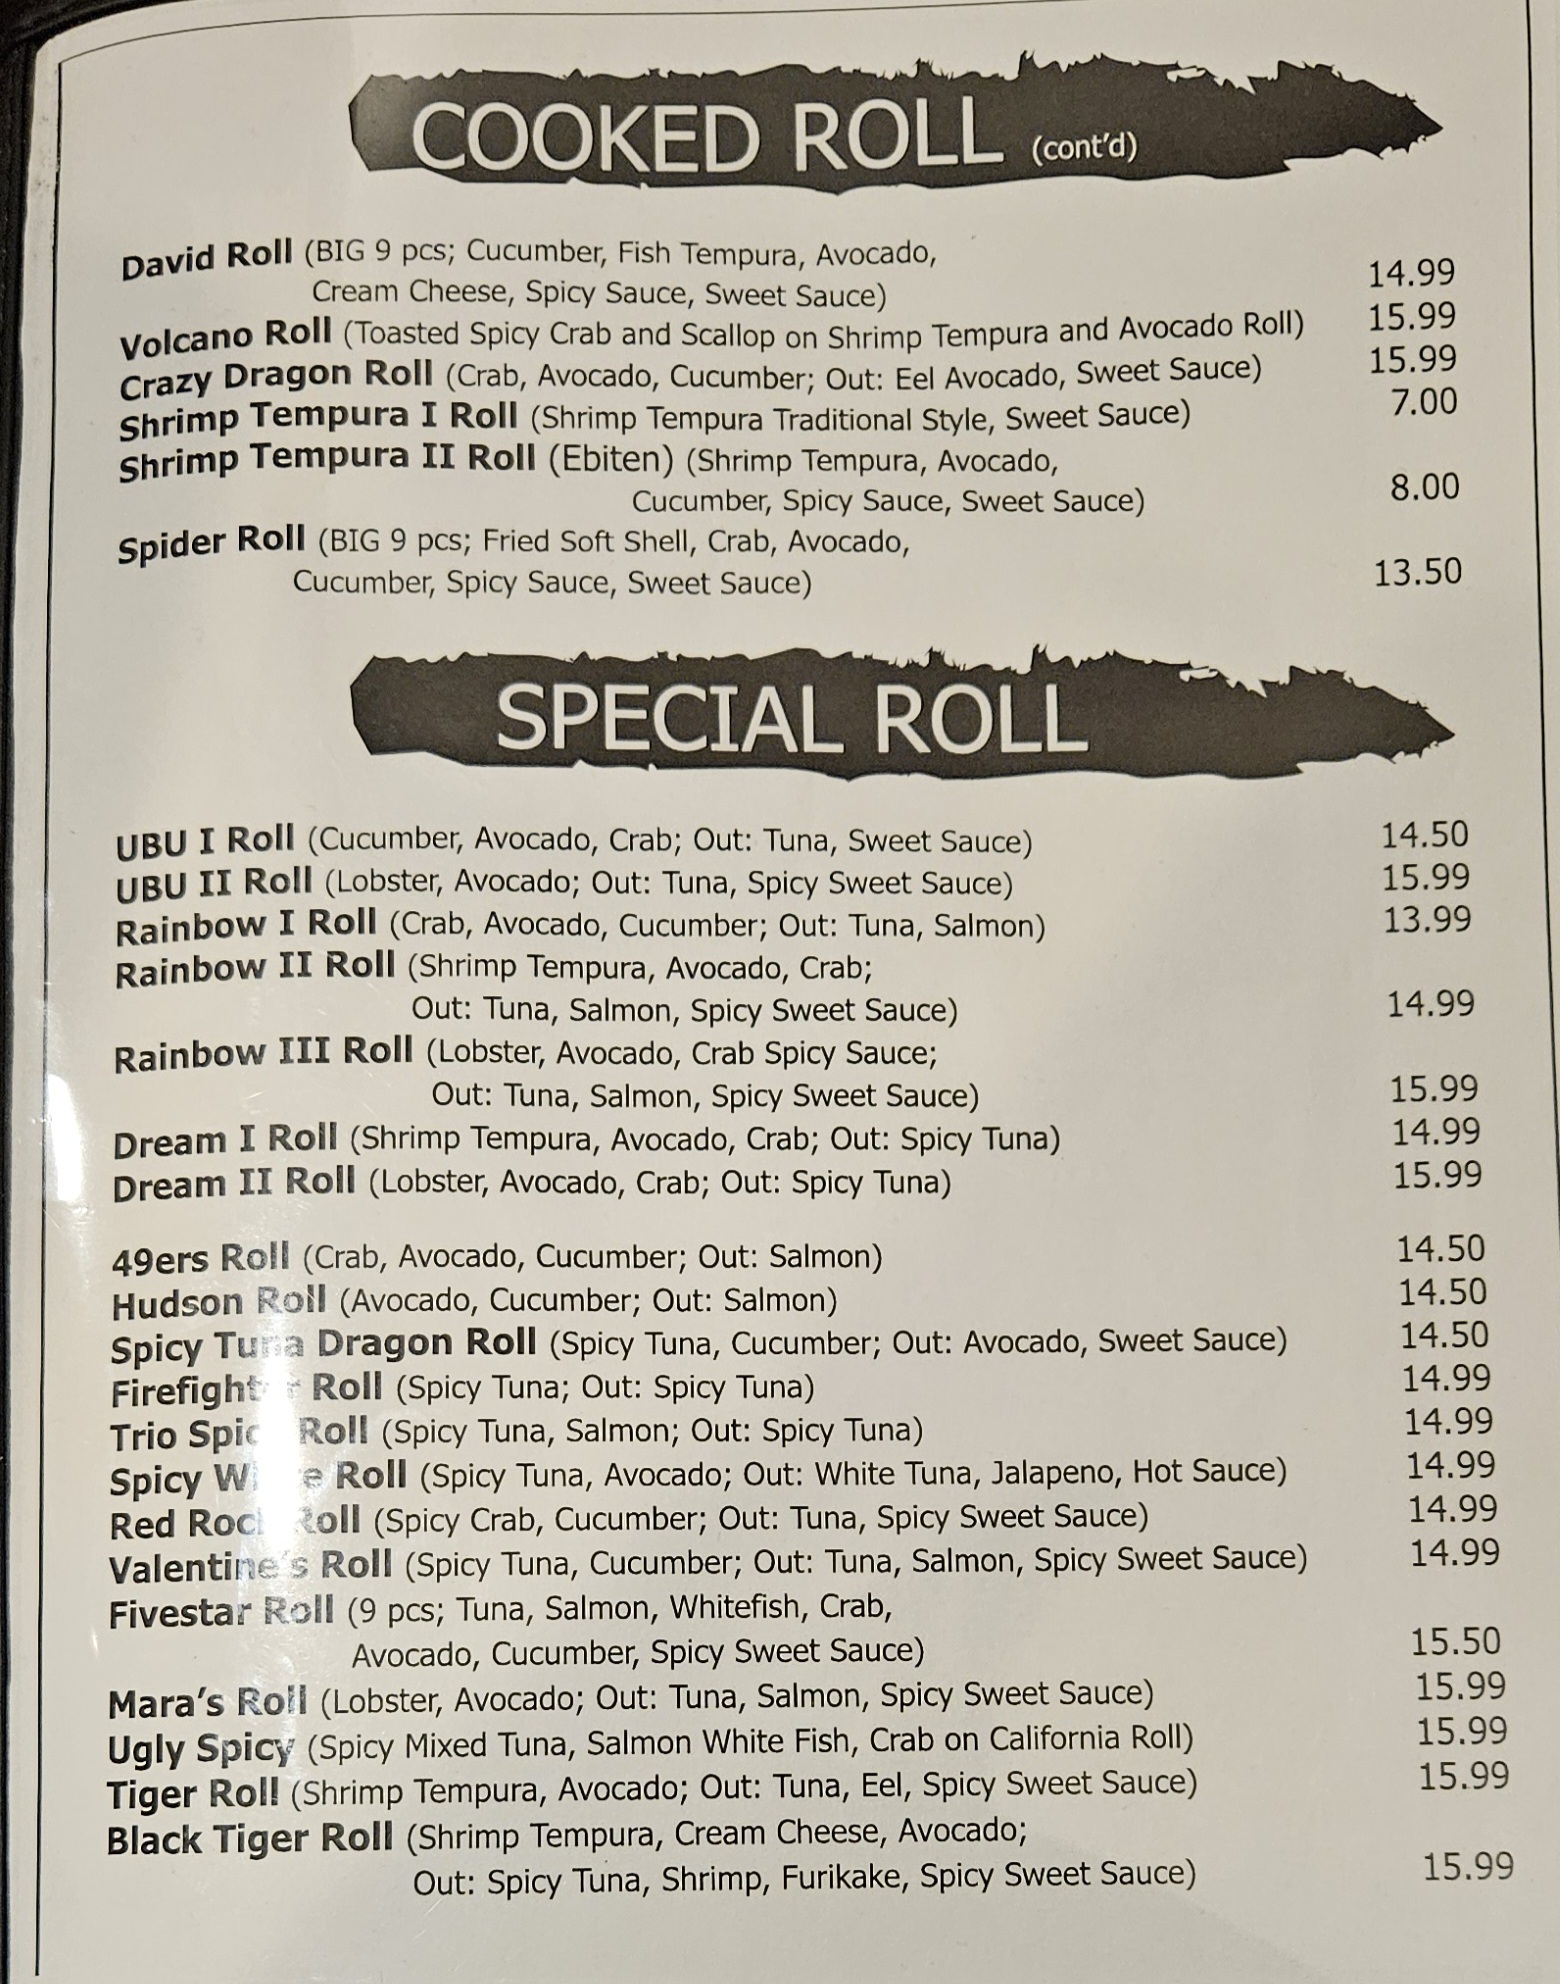 COOKED ROLL (cont'd)
David Roll (BIG 9 pcs; Cucumber, Fish Tempura, Avocado,
Cream Cheese, Spicy Sauce, Sweet Sauce) 14.99
Volcano Roll (Toasted Spicy Crab and Scallop on Shrimp Tempura and Avocado Roll) 15.99
Crazy Dragon Roll (Crab, Avocado, Cucumber; Out: Eel Avocado, Sweet Sauce) 15.99
Shrimp Tempura I Roll (Shrimp Tempura Traditional Style, Sweet Sauce) 7.00
Shrimp Tempura II Roll (Ebiten) (Shrimp Tempura, Avocado,
Cucumber, Spicy Sauce, Sweet Sauce) 8.00
Spider Roll (BIG 9 pcs; Fried Soft Shell, Crab, Avocado,
Cucumber, Spicy Sauce, Sweet Sauce) 13.50
SPECIAL ROLL
UBU I Roll (Cucumber, Avocado, Crab; Out: Tuna, Sweet Sauce) 14.50
UBU II Roll (Lobster, Avocado; Out: Tuna, Spicy Sweet Sauce) 15.99
Rainbow I Roll (Crab, Avocado, Cucumber; Out: Tuna, Salmon) 13.99
Rainbow II Roll (Shrimp Tempura, Avocado, Crab;
Out: Tuna, Salmon, Spicy Sweet Sauce) 14.99
Rainbow III Roll (Lobster, Avocado, Crab Spicy Sauce;
Out: Tuna, Salmon, Spicy Sweet Sauce) 15.99
Dream I Roll (Shrimp Tempura, Avocado, Crab; Out: Spicy Tuna) 14.99
Dream II Roll (Lobster, Avocado, Crab; Out: Spicy Tuna) 15.99
49ers Roll (Crab, Avocado, Cucumber; Out: Salmon) 14.50
Hudson Roll (Avocado, Cucumber; Out: Salmon) 14.50
Spicy Tuna Dragon Roll (Spicy Tuna, Cucumber; Out: Avocado, Sweet Sauce) 14.50
Firefighter Roll (Spicy Tuna; Out: Spicy Tuna) 14.99
Trio Spicy Roll (Spicy Tuna, Salmon; Out: Spicy Tuna) 14.99
Spicy White Roll (Spicy Tuna, Avocado; Out: White Tuna, Jalapeno, Hot Sauce) 14.99
Red Rock Roll (Spicy Crab, Cucumber; Out: Tuna, Spicy Sweet Sauce) 14.99
Valentine's Roll (Spicy Tuna, Cucumber; Out: Tuna, Salmon, Spicy Sweet Sauce) 14.99
Fivestar Roll (9 pcs; Tuna, Salmon, Whitefish, Crab,
Avocado, Cucumber, Spicy Sweet Sauce) 15.50
Mara's Roll (Lobster, Avocado; Out: Tuna, Salmon, Spicy Sweet Sauce) 15.99
Ugly Spicy (Spicy Mixed Tuna, Salmon White Fish, Crab on California Roll) 15.99
Tiger Roll (Shrimp Tempura, Avocado; Out: Tuna, Eel, Spicy Sweet Sauce) 15.99
Black Tiger Roll (Shrimp Tempura, Cream Cheese, Avocado;
Out: Spicy Tuna, Shrimp, Furikake, Spicy Sweet Sauce) 15.99